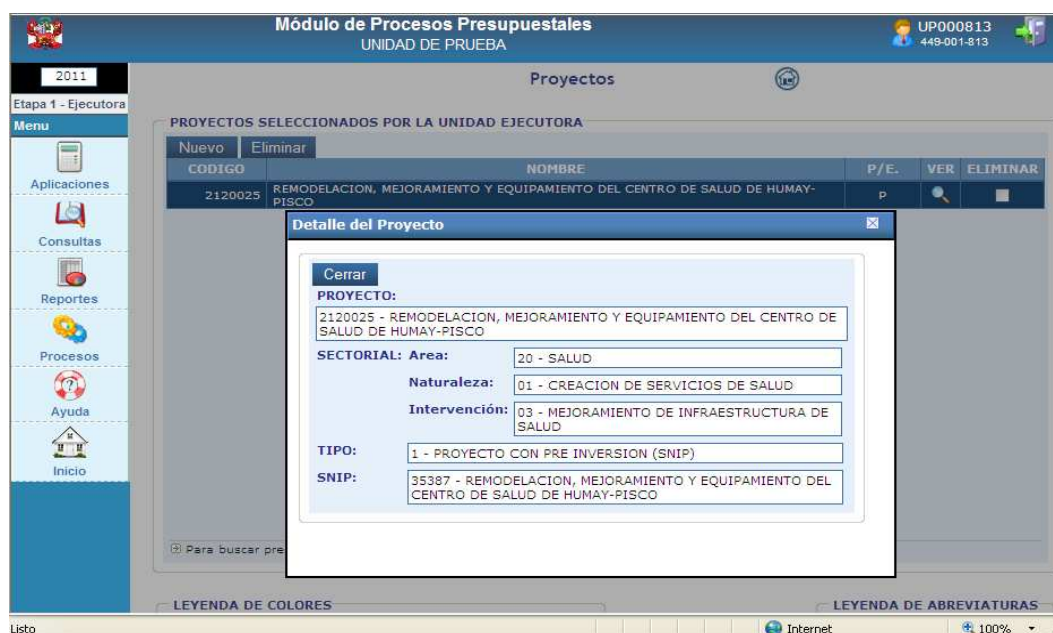 Módulo de Procesos Presupuestales
UNIDAD DE PRUEBA
UP000813
449-001-813
2011
Etapa 1 - Ejecutora
Menu
Aplicaciones
Consultas
Reportes
Procesos
Ayuda
Inicio
Proyectos
PROYECTOS SELECCIONADOS POR LA UNIDAD EJECUTORA
Nuevo Eliminar
CODIGO NOMBRE P/E. VER ELIMINAR
2120025 REMODELACION, MEJORAMIENTO Y EQUIPAMIENTO DEL CENTRO DE SALUD DE HUMAY-
PISCO P
Detalle del Proyecto
Cerrar
PROYECTO:
2120025 - REMODELACION, MEJORAMIENTO Y EQUIPAMIENTO DEL CENTRO DE
SALUD DE HUMAY-PISCO
SECTORIAL: Area: 20 - SALUD
Naturaleza: 01 - CREACION DE SERVICIOS DE SALUD
Intervención: 03 - MEJORAMIENTO DE INFRAESTRUCTURA DE
SALUD
TIPO: 1 - PROYECTO CON PRE INVERSION (SNIP)
SNIP: 35387 - REMODELACION, MEJORAMIENTO Y EQUIPAMIENTO DEL
CENTRO DE SALUD DE HUMAY-PISCO
Para buscar pre
LEYENDA DE COLORES LEYENDA DE ABREVIATURAS
Listo Internet 100%